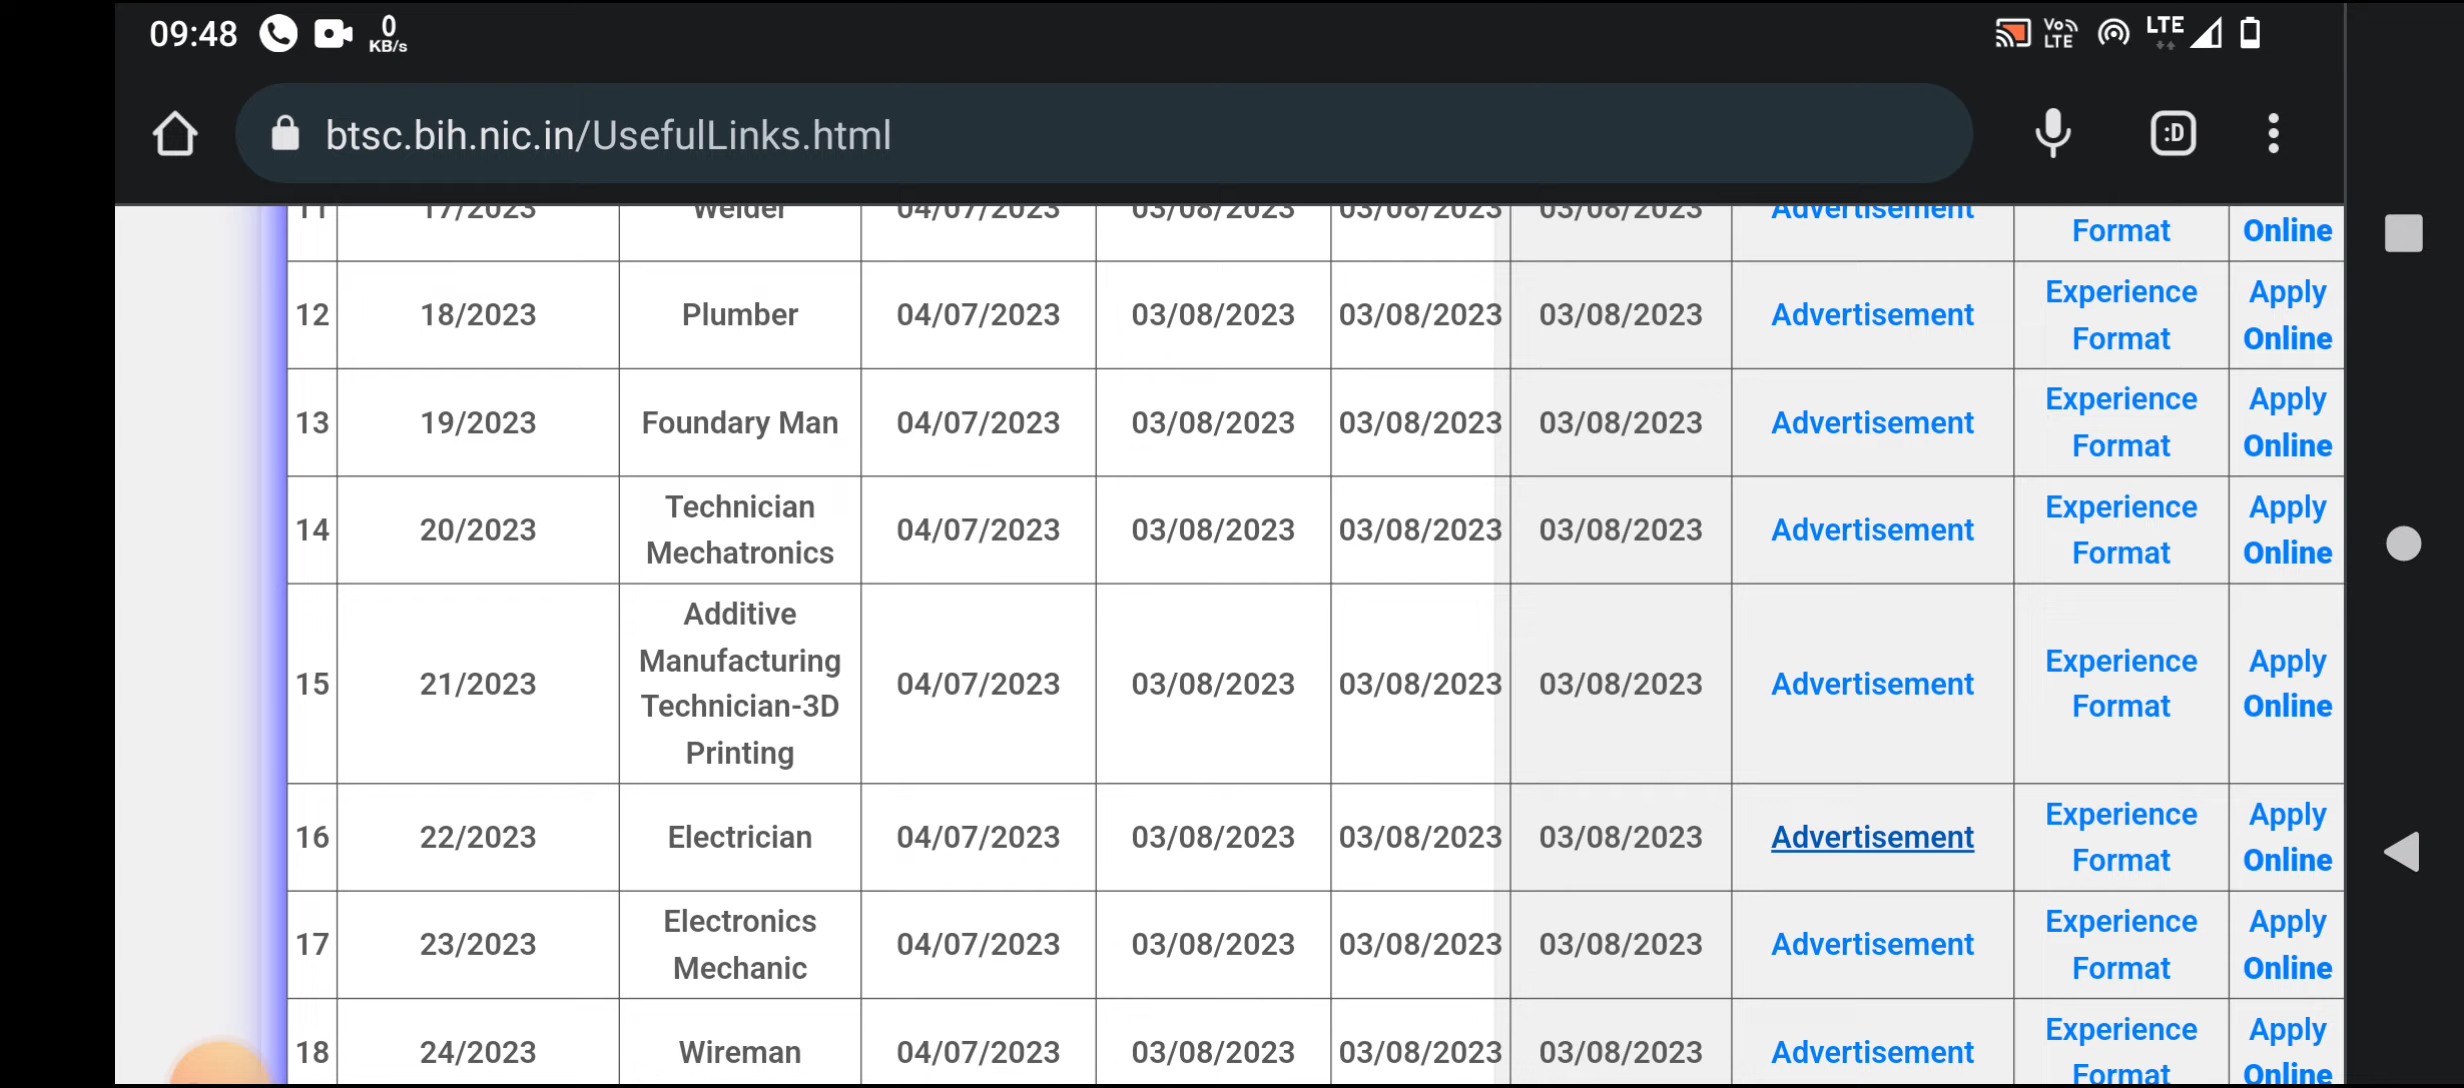 09:48 0 KB/s Vo LTE LTE
btsc.bih.nic.in/UsefulLinks.html :D
11 17/2023 Welder 04/07/2023 03/08/2023 03/08/2023 03/08/2023 Advertisement Format Online
12 18/2023 Plumber 04/07/2023 03/08/2023 03/08/2023 03/08/2023 Advertisement Experience Format Apply Online
13 19/2023 Foundary Man 04/07/2023 03/08/2023 03/08/2023 03/08/2023 Advertisement Experience Format Apply Online
14 20/2023 Technician Mechatronics 04/07/2023 03/08/2023 03/08/2023 03/08/2023 Advertisement Experience Format Apply Online
15 21/2023 Additive Manufacturing Technician-3D Printing 04/07/2023 03/08/2023 03/08/2023 03/08/2023 Advertisement Experience Format Apply Online
16 22/2023 Electrician 04/07/2023 03/08/2023 03/08/2023 03/08/2023 Advertisement Experience Format Apply Online
17 23/2023 Electronics Mechanic 04/07/2023 03/08/2023 03/08/2023 03/08/2023 Advertisement Experience Format Apply Online
18 24/2023 Wireman 04/07/2023 03/08/2023 03/08/2023 03/08/2023 Advertisement Experience Format Apply Online